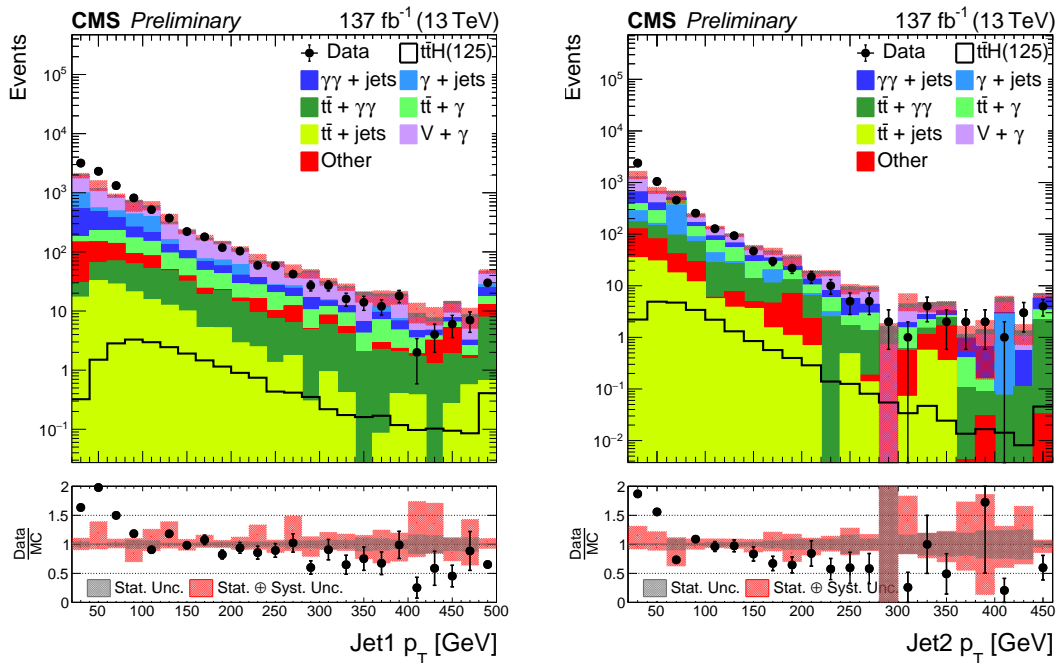 CMS Preliminary 137 fb⁻¹ (13 TeV)
Events
Data tt̄H(125)
γγ + jets γ + jets
tt̄ + γγ tt̄ + γ
tt̄ + jets V + γ
Other
10⁵
10⁴
10³
10²
10
1
10⁻¹
Data
MC
2
1.5
1
0.5
0
Stat. Unc. Stat. ⊕ Syst. Unc.
50 100 150 200 250 300 350 400 450 500
Jet1 p_T [GeV]
CMS Preliminary 137 fb⁻¹ (13 TeV)
Events
Data tt̄H(125)
γγ + jets γ + jets
tt̄ + γγ tt̄ + γ
tt̄ + jets V + γ
Other
10⁵
10⁴
10³
10²
10
1
10⁻¹
10⁻²
Data
MC
2
1.5
1
0.5
0
Stat. Unc. Stat. ⊕ Syst. Unc.
50 100 150 200 250 300 350 400 450
Jet2 p_T [GeV]